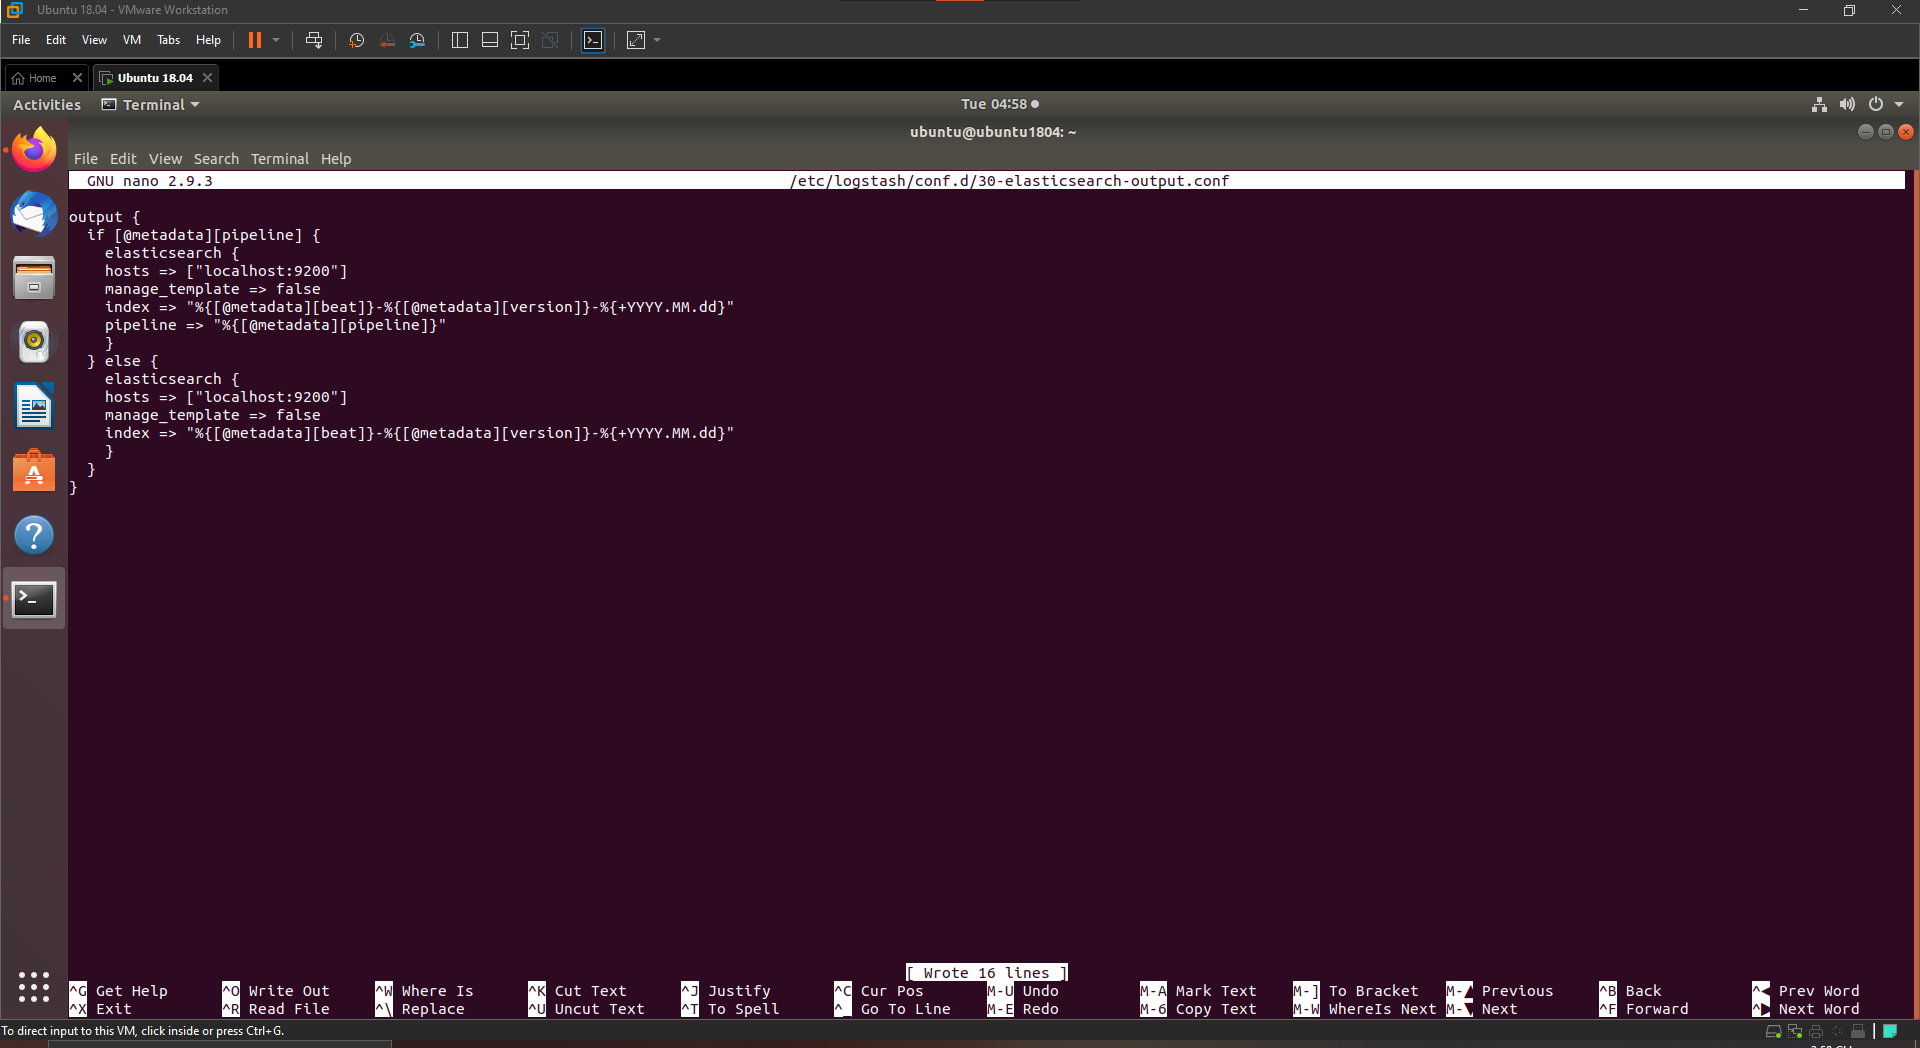 Ubuntu 18.04 - VMware Workstation
File Edit View VM Tabs Help
Home Ubuntu 18.04
Activities Terminal Tue 04:58
ubuntu@ubuntu1804: ~
File Edit View Search Terminal Help
GNU nano 2.9.3 /etc/logstash/conf.d/30-elasticsearch-output.conf
output {
if [@metadata][pipeline] {
elasticsearch {
hosts => ["localhost:9200"]
manage_template => false
index => "%{[@metadata][beat]}-%{[@metadata][version]}-%{+YYYY.MM.dd}"
pipeline => "%{[@metadata][pipeline]}"
}
} else {
elasticsearch {
hosts => ["localhost:9200"]
manage_template => false
index => "%{[@metadata][beat]}-%{[@metadata][version]}-%{+YYYY.MM.dd}"
}
}
}
[ Wrote 16 lines ]
^G Get Help ^O Write Out ^W Where Is ^K Cut Text ^J Justify ^C Cur Pos M-U Undo M-A Mark Text M-] To Bracket M-▲ Previous ^B Back ^◀ Prev Word
^X Exit ^R Read File ^\ Replace ^U Uncut Text ^T To Spell ^_ Go To Line M-E Redo M-6 Copy Text M-W WhereIs Next M-▼ Next ^F Forward ^▶ Next Word
To direct input to this VM, click inside or press Ctrl+G.